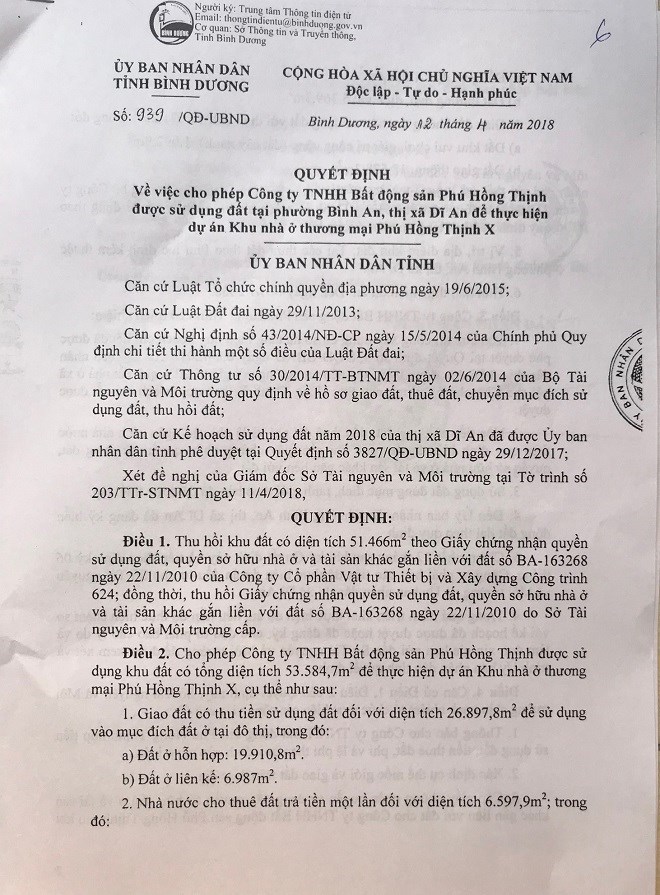 Người ký: Trung tâm Thông tin điện tử
Email: thongtindientu@binhduong.gov.vn
Cơ quan: Sở Thông tin và Truyền thông,
Tỉnh Bình Dương
BÌNH DƯƠNG
6
ỦY BAN NHÂN DÂN
TỈNH BÌNH DƯƠNG
CỘNG HÒA XÃ HỘI CHỦ NGHĨA VIỆT NAM
Độc lập - Tự do - Hạnh phúc
Số: 939 /QĐ-UBND
Bình Dương, ngày 12 tháng 4 năm 2018
QUYẾT ĐỊNH
Về việc cho phép Công ty TNHH Bất động sản Phú Hồng Thịnh
được sử dụng đất tại phường Bình An, thị xã Dĩ An để thực hiện
dự án Khu nhà ở thương mại Phú Hồng Thịnh X
ỦY BAN NHÂN DÂN TỈNH
Căn cứ Luật Tổ chức chính quyền địa phương ngày 19/6/2015;
Căn cứ Luật Đất đai ngày 29/11/2013;
Căn cứ Nghị định số 43/2014/NĐ-CP ngày 15/5/2014 của Chính phủ Quy
định chi tiết thi hành một số điều của Luật Đất đai;
Căn cứ Thông tư số 30/2014/TT-BTNMT ngày 02/6/2014 của Bộ Tài
nguyên và Môi trường quy định về hồ sơ giao đất, thuê đất, chuyển mục đích sử
dụng đất, thu hồi đất;
Căn cứ Kế hoạch sử dụng đất năm 2018 của thị xã Dĩ An đã được Ủy ban
nhân dân tỉnh phê duyệt tại Quyết định số 3827/QĐ-UBND ngày 29/12/2017;
Xét đề nghị của Giám đốc Sở Tài nguyên và Môi trường tại Tờ trình số
203/TTr-STNMT ngày 11/4/2018,
QUYẾT ĐỊNH:
Điều 1. Thu hồi khu đất có diện tích 51.466m² theo Giấy chứng nhận quyền
sử dụng đất, quyền sở hữu nhà ở và tài sản khác gắn liền với đất số BA-163268
ngày 22/11/2010 của Công ty Cổ phần Vật tư Thiết bị và Xây dựng Công trình
624; đồng thời, thu hồi Giấy chứng nhận quyền sử dụng đất, quyền sở hữu nhà ở
và tài sản khác gắn liền với đất số BA-163268 ngày 22/11/2010 do Sở Tài
nguyên và Môi trường cấp.
Điều 2. Cho phép Công ty TNHH Bất động sản Phú Hồng Thịnh được sử
dụng khu đất có tổng diện tích 53.584,7m² để thực hiện dự án Khu nhà ở thương
mại Phú Hồng Thịnh X, cụ thể như sau:
1. Giao đất có thu tiền sử dụng đất đối với diện tích 26.897,8m² để sử dụng
vào mục đích đất ở tại đô thị, trong đó:
a) Đất ở hỗn hợp: 19.910,8m².
b) Đất ở liên kế: 6.987m².
2. Nhà nước cho thuê đất trả tiền một lần đối với diện tích 6.597,9m²; trong
đó:
Y BAN NHÂN